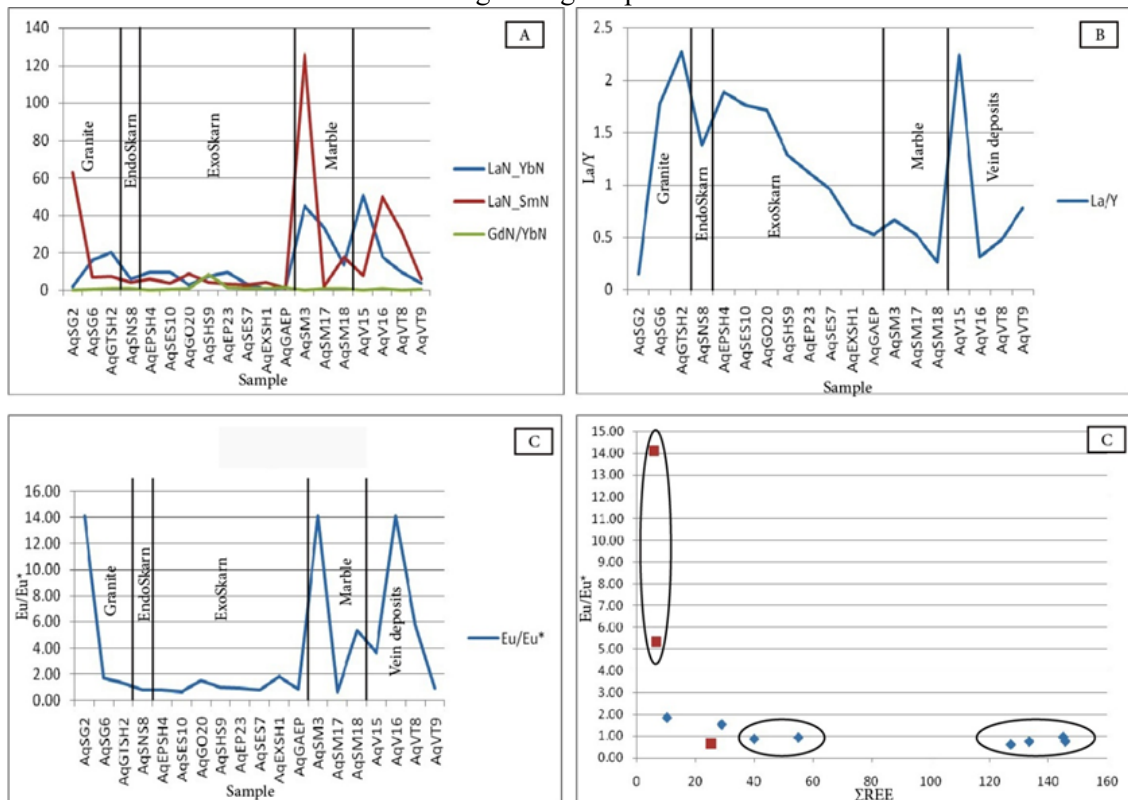 A
140
120
100
80
60
40
20
0
Granite
EndoSkarn
ExoSkarn
Marble
LaN_YbN
LaN_SmN
GdN/YbN
AqSG2
AqSG6
AqGTSH2
AqSNS8
AqEPSH4
AqSES10
AqGO20
AqSHS9
AqEP23
AqSES7
AqEXSH1
AqGAEP
AqSM3
AqSM17
AqSM18
AqV15
AqV16
AqVT8
AqVT9
Sample
B
2.5
2
1.5
1
0.5
0
La/Y
Granite
EndoSkarn
ExoSkarn
Marble
Vein deposits
La/Y
AqSG2
AqSG6
AqGTSH2
AqSNS8
AqEPSH4
AqSES10
AqGO20
AqSHS9
AqEP23
AqSES7
AqEXSH1
AqGAEP
AqSM3
AqSM17
AqSM18
AqV15
AqV16
AqVT8
AqVT9
Sample
C
16.00
14.00
12.00
10.00
8.00
6.00
4.00
2.00
0.00
Eu/Eu*
Granite
EndoSkarn
ExoSkarn
Marble
Vein deposits
Eu/Eu*
AqSG2
AqSG6
AqGTSH2
AqSNS8
AqEPSH4
AqSES10
AqGO20
AqSHS9
AqEP23
AqSES7
AqEXSH1
AqGAEP
AqSM3
AqSM17
AqSM18
AqV15
AqV16
AqVT8
AqVT9
Sample
C
15.00
14.00
13.00
12.00
11.00
10.00
9.00
8.00
7.00
6.00
5.00
4.00
3.00
2.00
1.00
0.00
Eu/Eu*
0 20 40 60 80 100 120 140 160
ΣREE